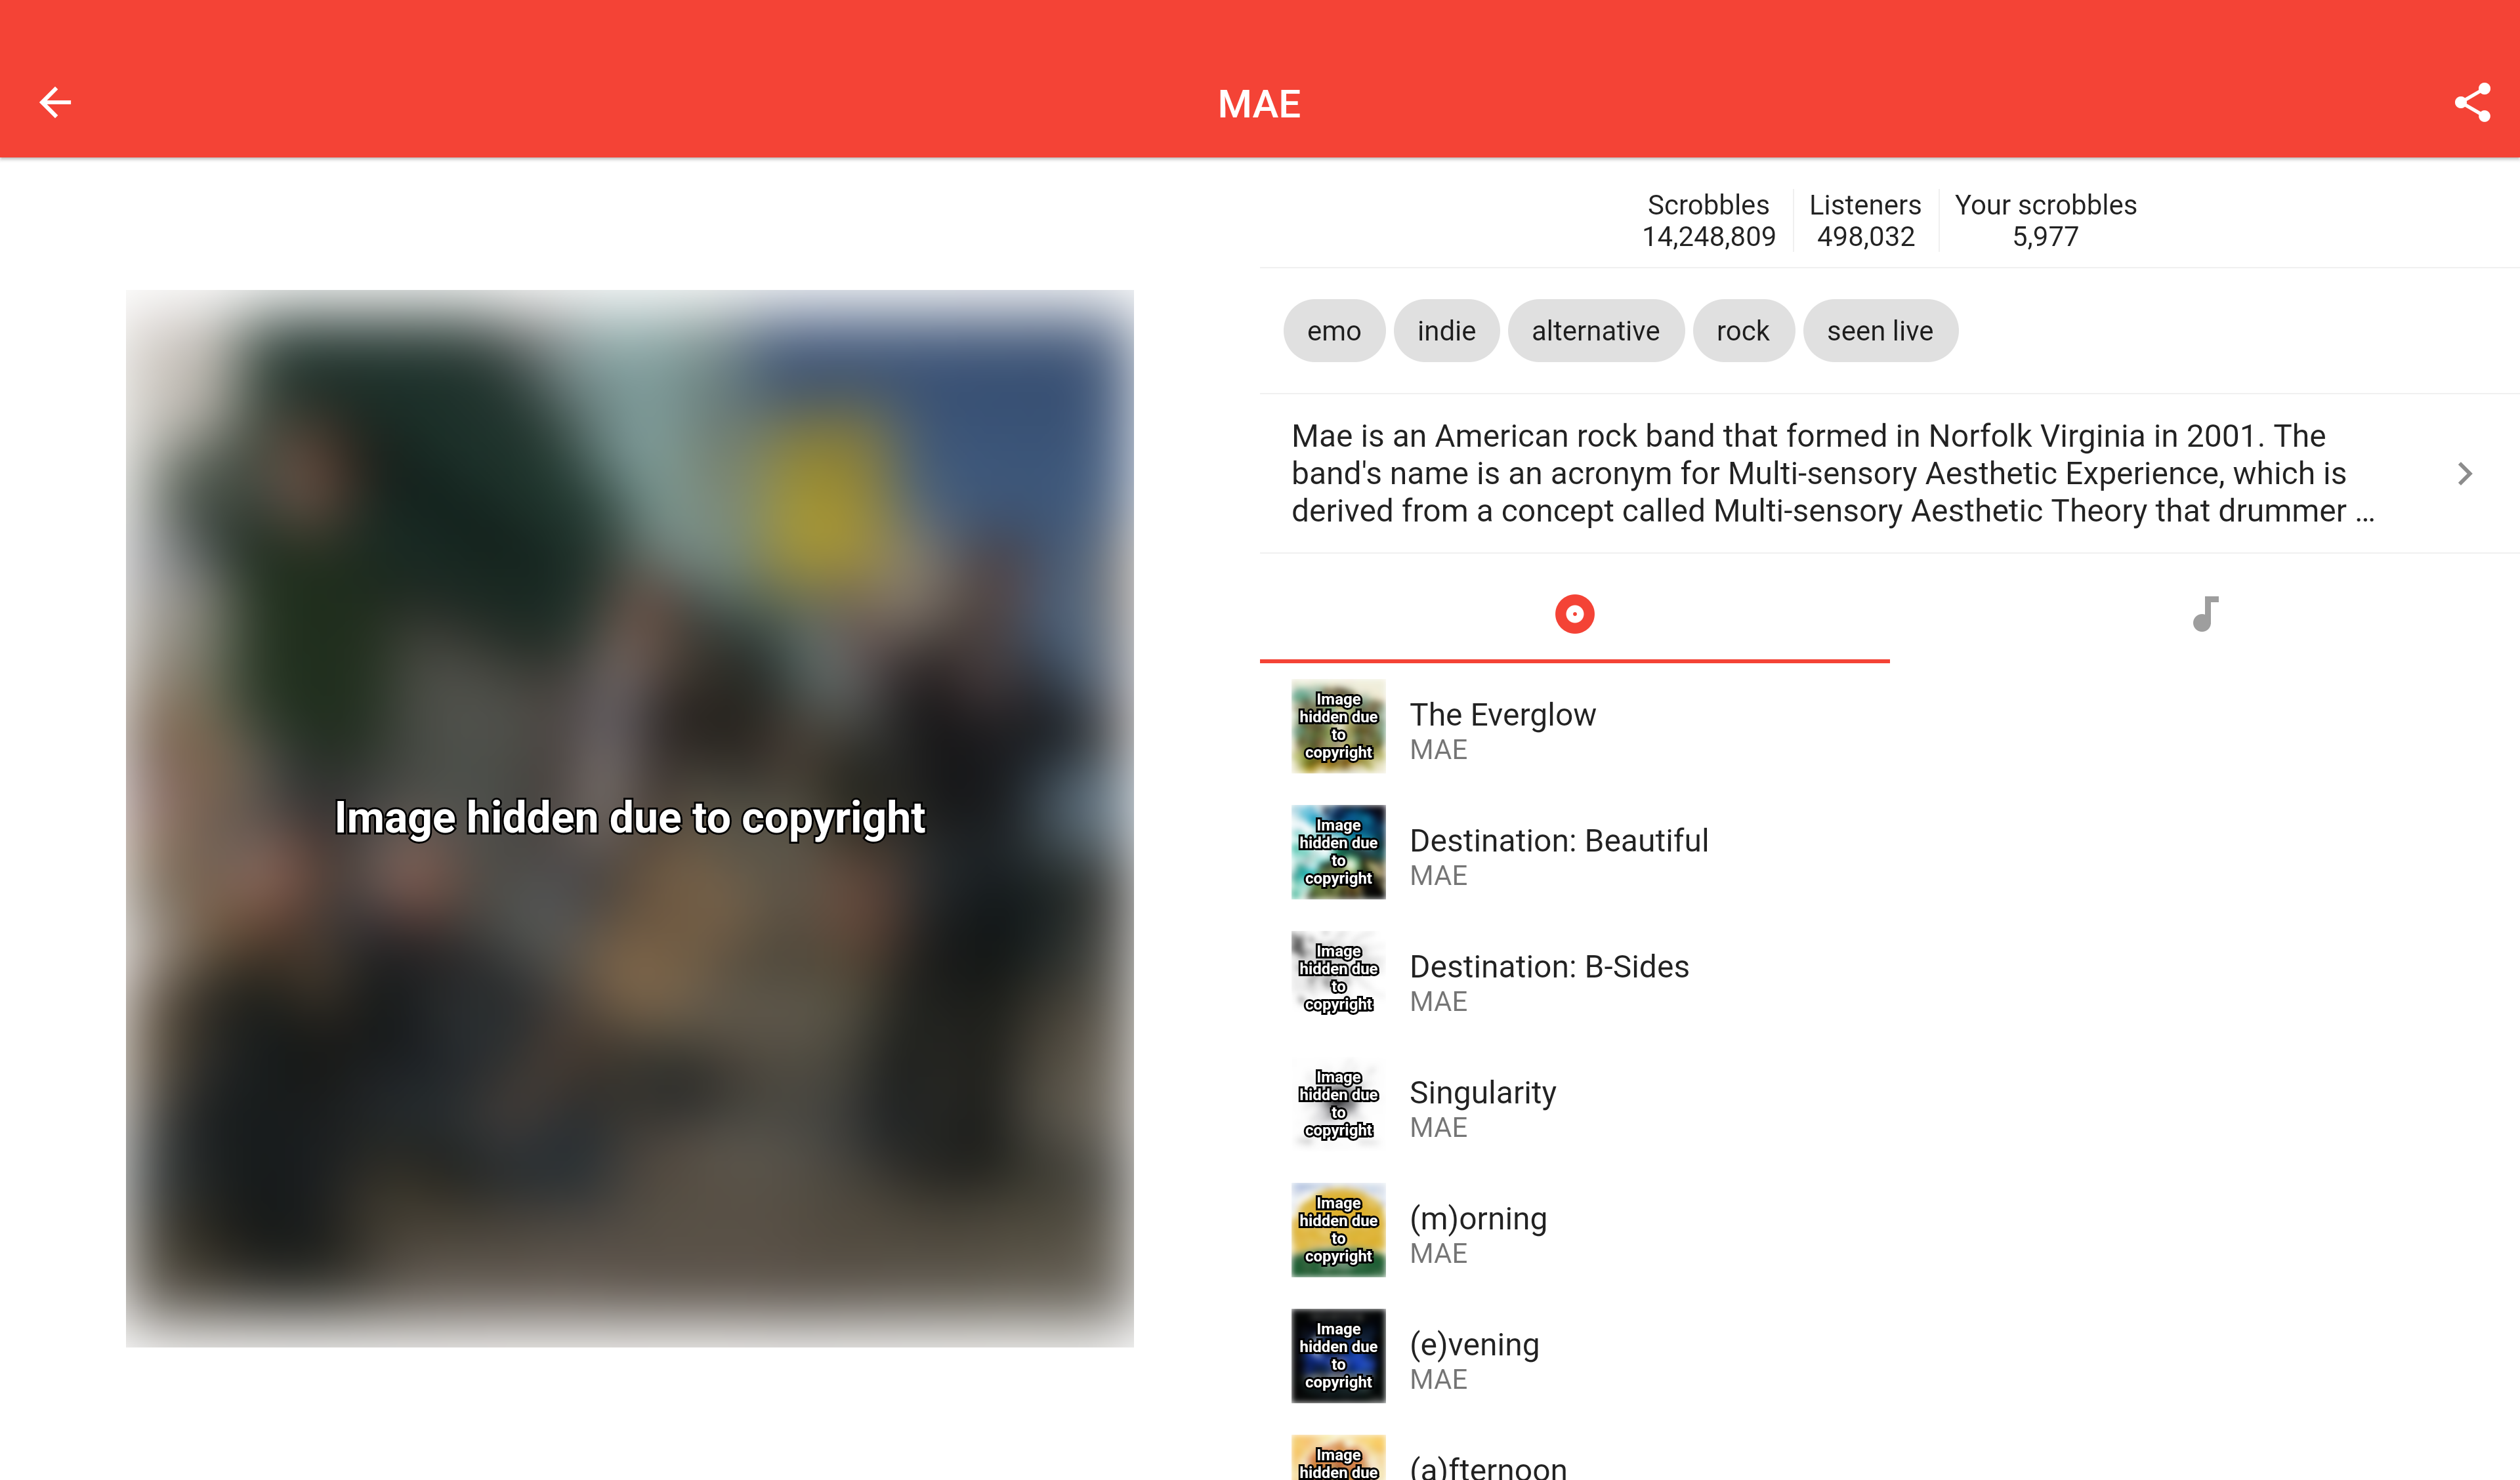 MAE
Scrobbles
14,248,809
Listeners
498,032
Your scrobbles
5,977
emo
indie
alternative
rock
seen live
Mae is an American rock band that formed in Norfolk Virginia in 2001. The
band's name is an acronym for Multi-sensory Aesthetic Experience, which is
derived from a concept called Multi-sensory Aesthetic Theory that drummer ...
Image hidden due to copyright
Image
hidden due
to
copyright
The Everglow
MAE
Image
hidden due
to
copyright
Destination: Beautiful
MAE
Image
hidden due
to
copyright
Destination: B-Sides
MAE
Image
hidden due
to
copyright
Singularity
MAE
Image
hidden due
to
copyright
(m)orning
MAE
Image
hidden due
to
copyright
(e)vening
MAE
Image
hidden due
(a)fternoon